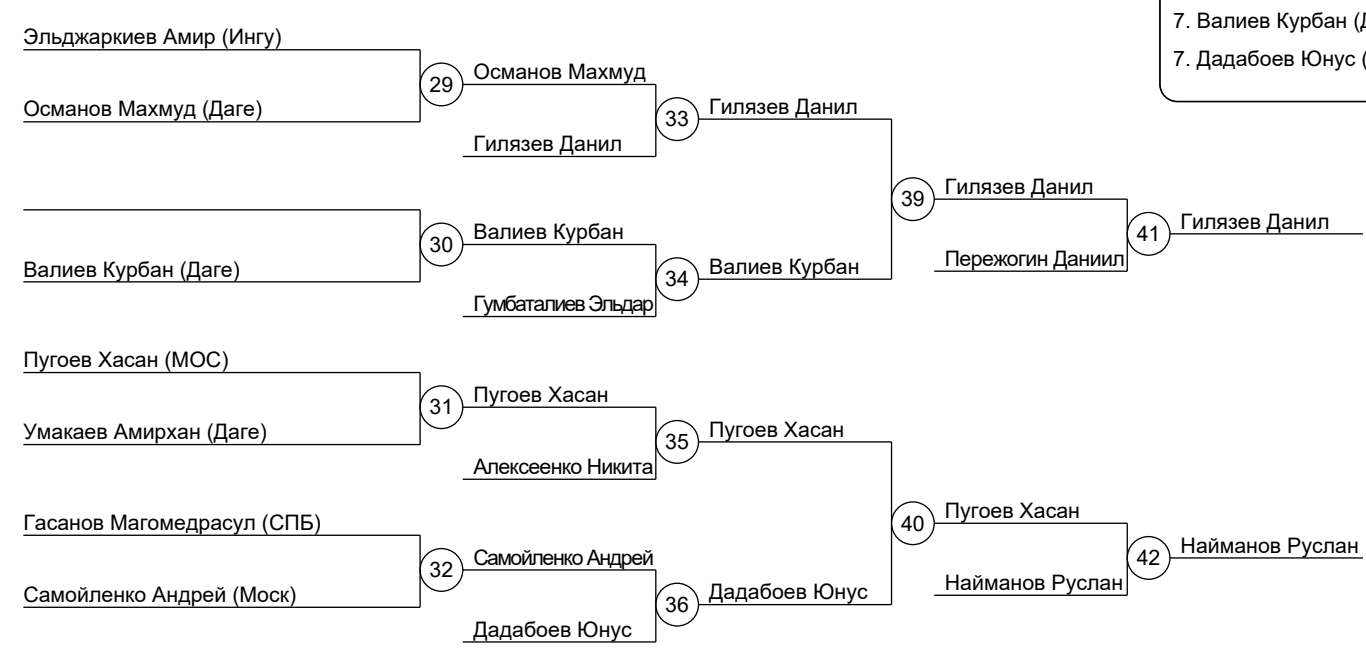 7. Валиев Курбан (Д
7. Дадабоев Юнус (
Эльджаркиев Амир (Ингу)
29
Османов Махмуд
Османов Махмуд (Даге)
33
Гилязев Данил
Гилязев Данил
39
Гилязев Данил
30
Валиев Курбан
Валиев Курбан (Даге)
34
Валиев Курбан
Гумбаталиев Эльдар
Пережогин Даниил
41
Гилязев Данил
Пугоев Хасан (МОС)
31
Пугоев Хасан
Умакаев Амирхан (Даге)
35
Пугоев Хасан
Алексеенко Никита
40
Пугоев Хасан
Гасанов Магомедрасул (СПБ)
32
Самойленко Андрей
Самойленко Андрей (Моск)
36
Дадабоев Юнус
Дадабоев Юнус
Найманов Руслан
42
Найманов Руслан